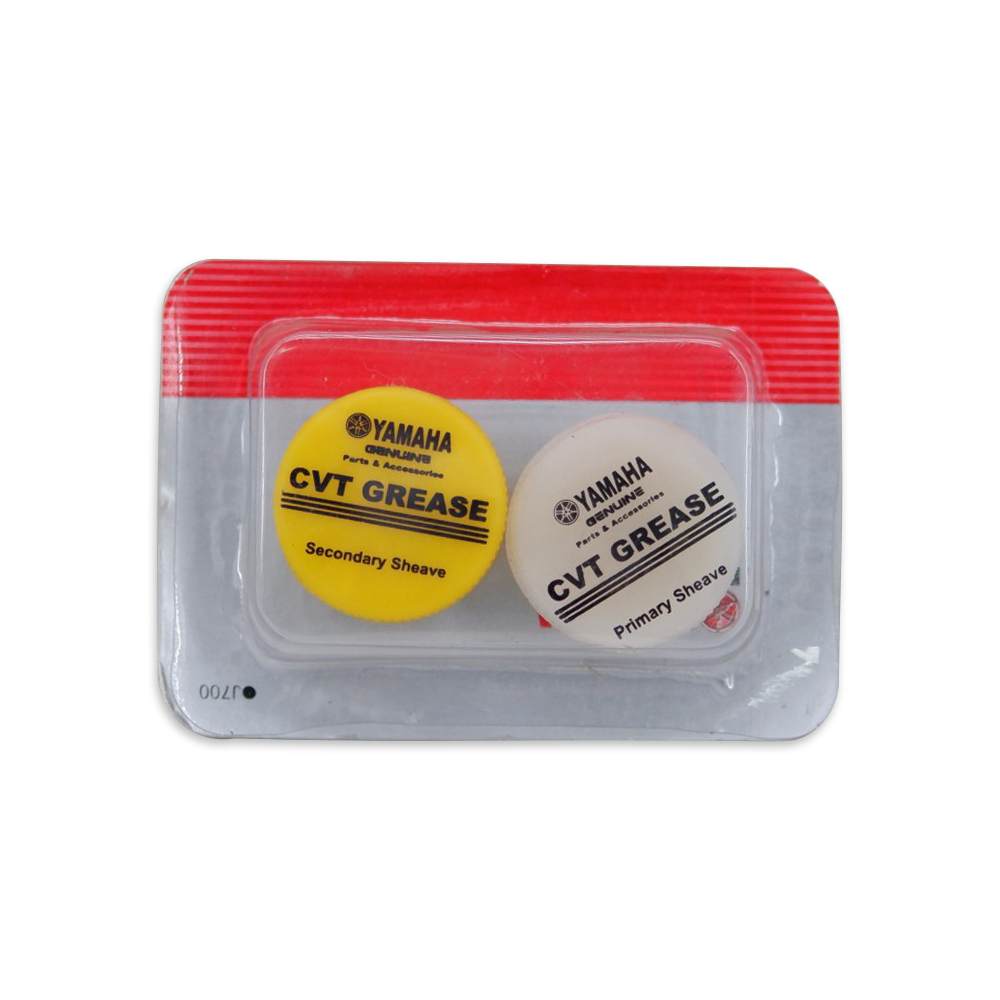 YAMAHA
GENUINE
Parts & Accessories
CVT GREASE
Secondary Sheave
YAMAHA
GENUINE
Parts & Accessories
CVT GREASE
Primary Sheave
J700